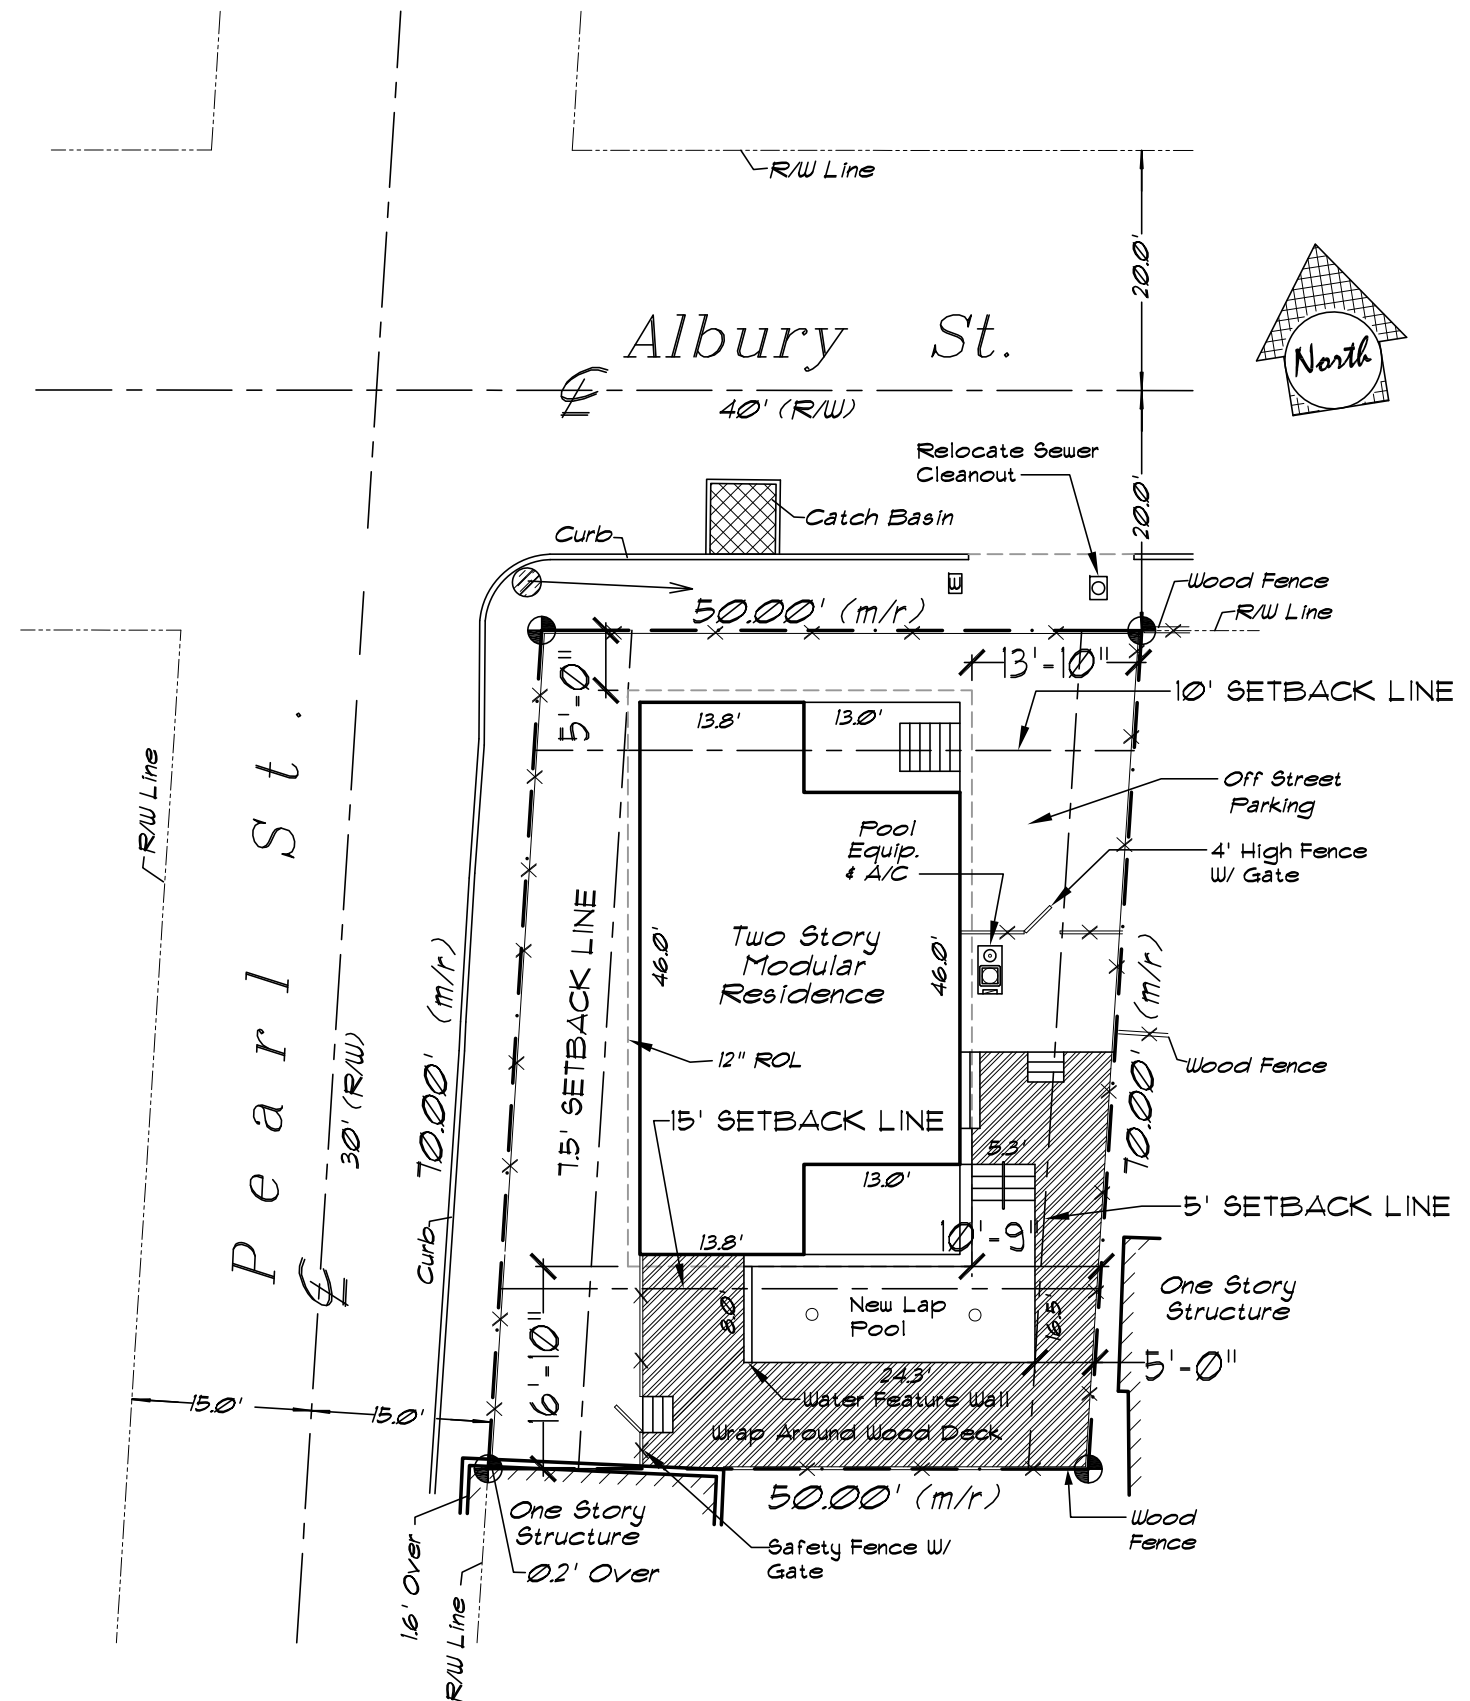 R/W Line
20.0'
Albury St.
North
40' (R/W)
Relocate Sewer
Cleanout
20.0'
Catch Basin
Curb
W
Wood Fence
50.00' (m/r)
R/W Line
13'-10"
5'-0"
10' SETBACK LINE
13.8'
13.0'
R/W Line
Off Street
Parking
Pool
Equip.
& A/C
4' High Fence
W/ Gate
Pearl St.
7.5' SETBACK LINE
46.0'
Two Story
Modular
Residence
46.0'
70.00' (m/r)
30' (R/W)
12" ROL
Wood Fence
70.00' (m/r)
15' SETBACK LINE
5.3'
13.0'
5' SETBACK LINE
10'-9"
13.8'
Curb
One Story
Structure
8.0'
New Lap
Pool
16.5'
16'-10"
5'-0"
24.3'
15.0'
15.0'
Water Feature Wall
Wrap Around Wood Deck
50.00' (m/r)
One Story
Structure
Wood
Fence
Safety Fence W/
Gate
0.2' Over
1.6' Over
R/W Line